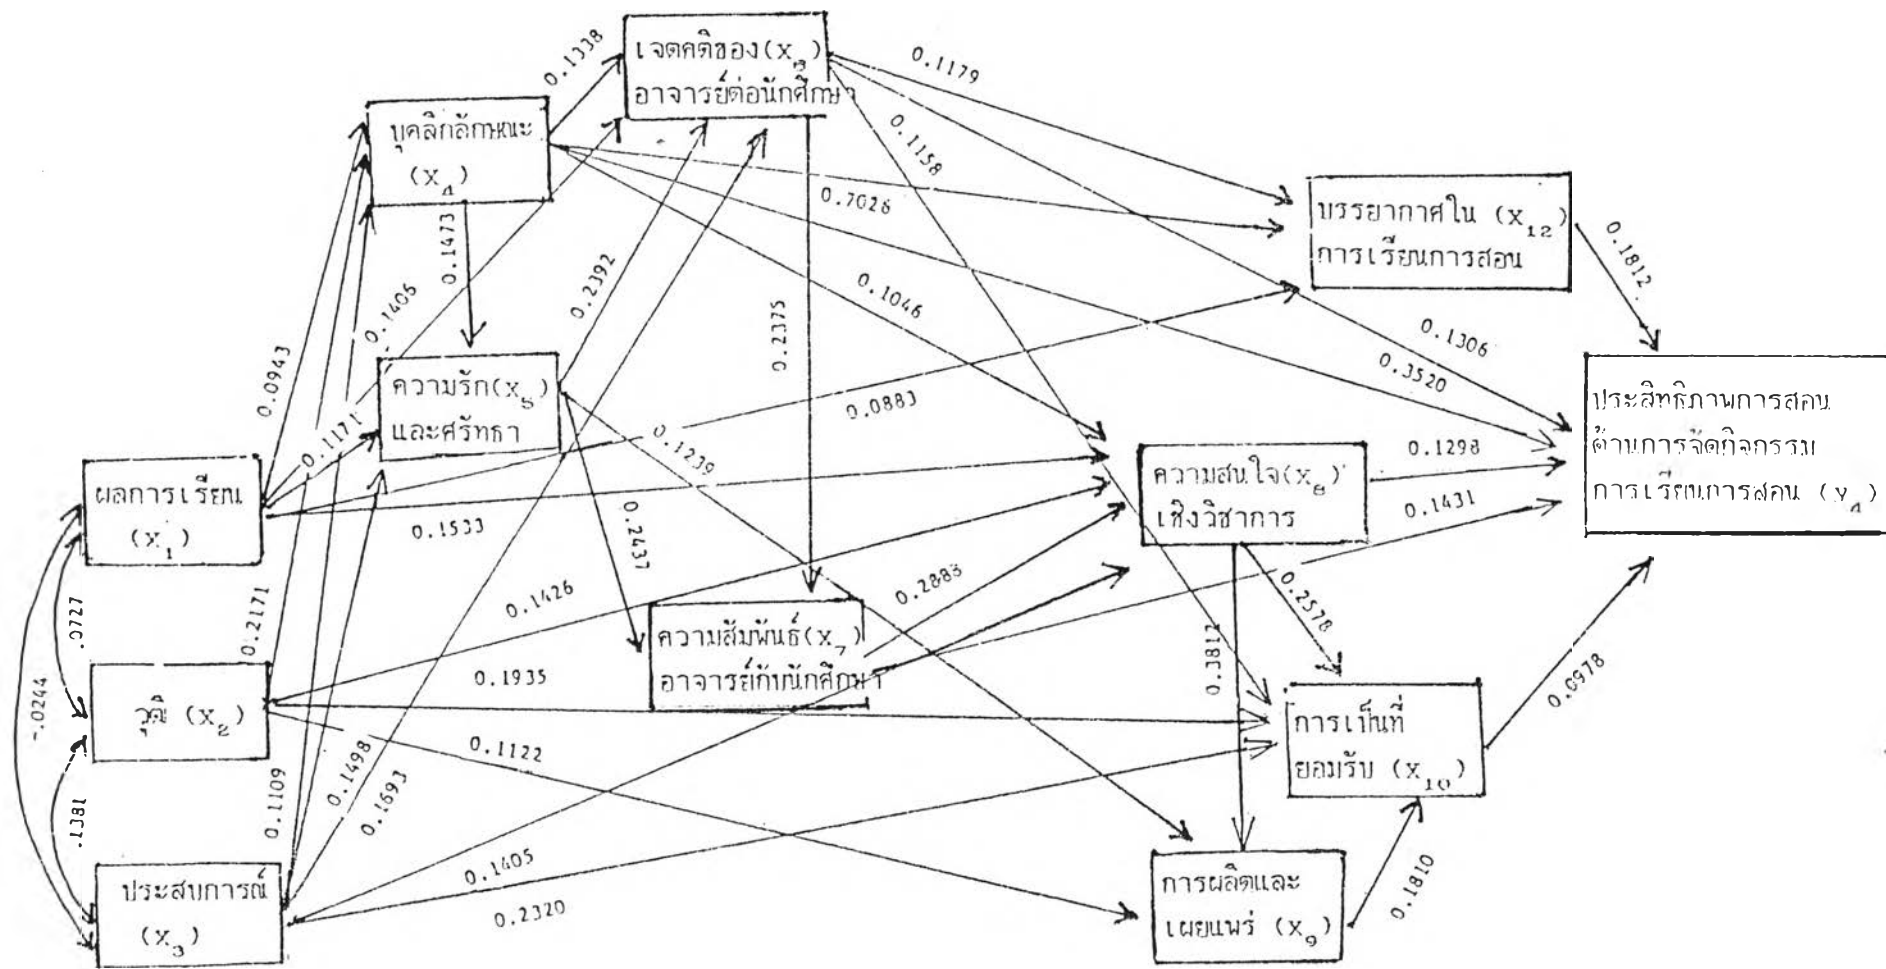 เจตคติของ(x5)
อาจารย์ต่อนักศึกษา
บุคลิกลักษณะ
(x4)
บรรยากาศใน (x12)
การเรียนการสอน
ความรัก(x6)
และศรัทธา
ประสิทธิภาพการสอน
ด้านการจัดกิจกรรม
การเรียนการสอน (y4)
ผลการเรียน
(x1)
ความสนใจ(x8)
เชิงวิชาการ
ความสัมพันธ์(x7)
อาจารย์กับนักศึกษา
วุฒิ (x2)
การเป็นที่
ยอมรับ (x10)
ประสบการณ์
(x3)
การผลิตและ
เผยแพร่ (x9)
0.1338
0.1179
0.1158
0.7026
0.1473
0.1406
0.2392
0.2375
0.1046
0.1812
0.1306
0.3520
0.0943
0.1171
0.1239
0.0883
0.1298
0.1533
0.2437
0.1431
0.1426
0.2883
0.2578
0.3812
0.0978
.0727
-.0244
0.2171
0.1935
0.1122
.1381
0.1109
0.1498
0.1693
0.1405
0.2320
0.1810